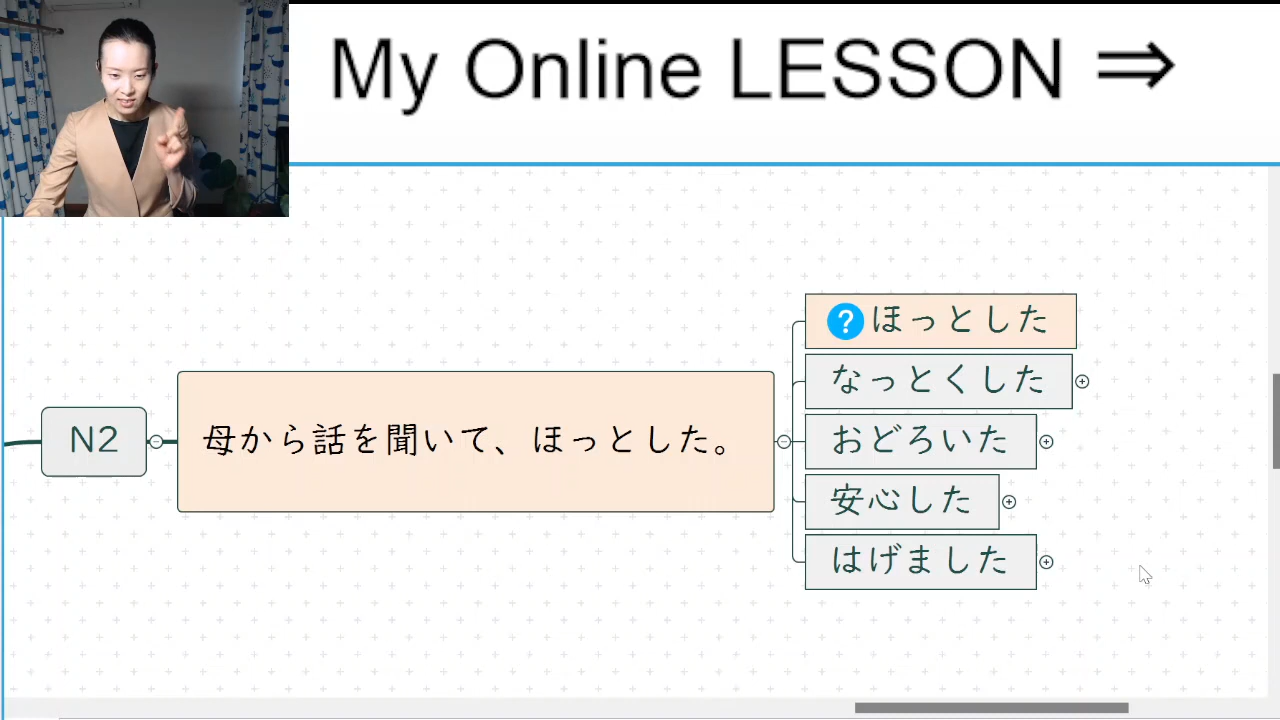 My Online LESSON ⇒
N2
母から話を聞いて、ほっとした。
?ほっとした
なっとくした
おどろいた
安心した
はげました